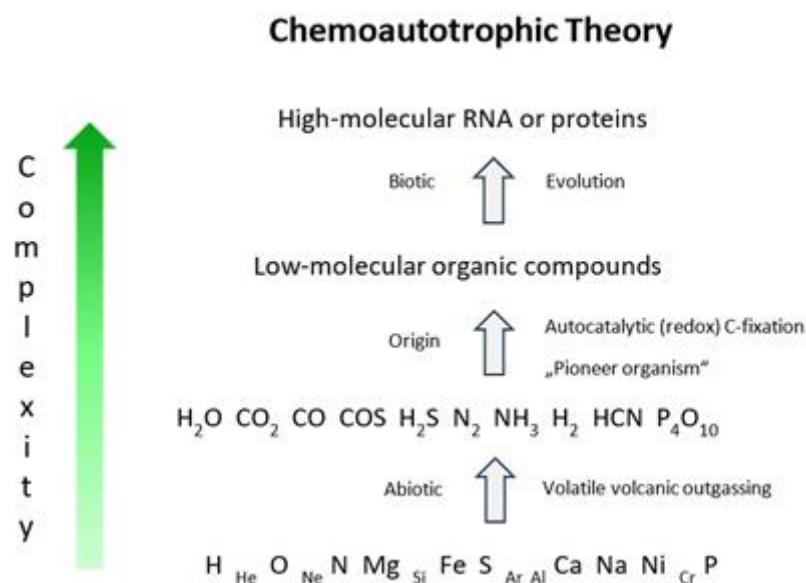 Chemoautotrophic Theory
High-molecular RNA or proteins
Biotic Evolution
Low-molecular organic compounds
Origin Autocatalytic (redox) C-fixation
„Pioneer organism“
H₂O CO₂ CO COS H₂S N₂ NH₃ H₂ HCN P₄O₁₀
Abiotic Volatile volcanic outgassing
H He O Ne N Mg Si Fe S Ar Al Ca Na Ni Cr P
Complexity